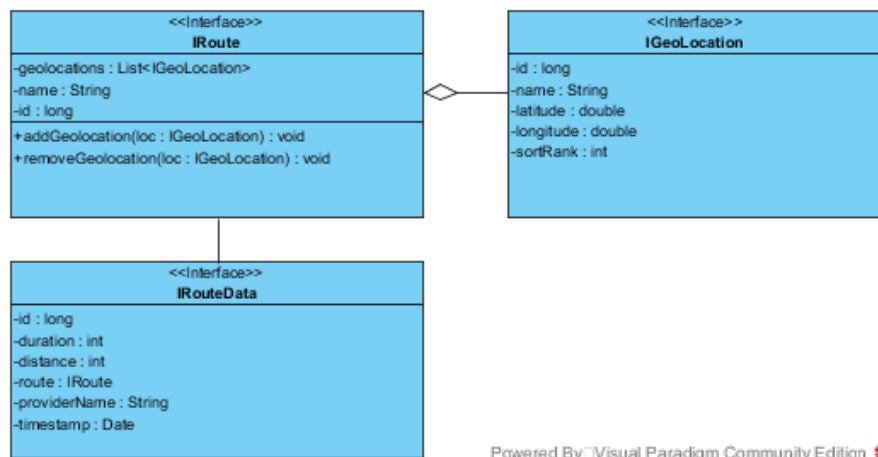 <<Interface>>
IRoute
-geolocations : List<IGeoLocation>
-name : String
-id : long
+addGeolocation(loc : IGeoLocation) : void
+removeGeolocation(loc : IGeoLocation) : void
<<Interface>>
IGeoLocation
-id : long
-name : String
-latitude : double
-longitude : double
-sortRank : int
<<Interface>>
IRouteData
-id : long
-duration : int
-distance : int
-route : IRoute
-providerName : String
-timestamp : Date
Powered By□Visual Paradigm Community Edition